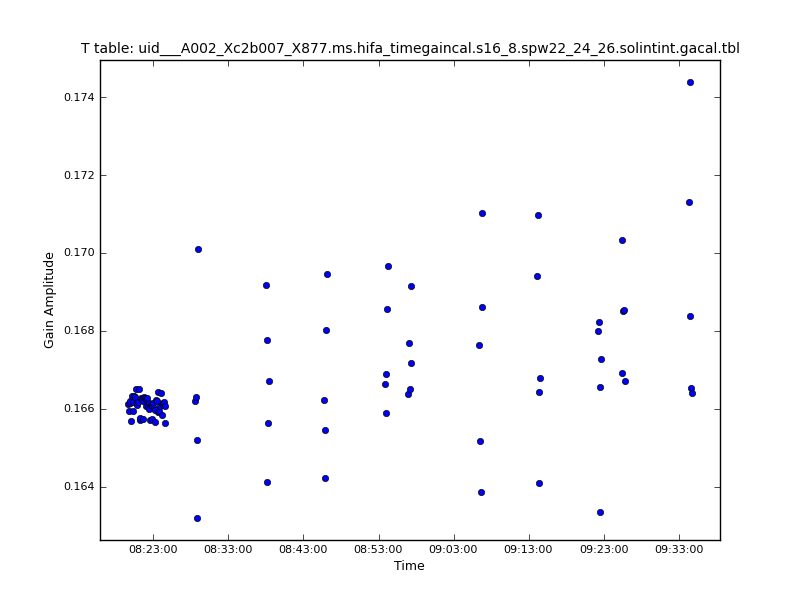 T table: uid___A002_Xc2b007_X877.ms.hifa_timegaincal.s16_8.spw22_24_26.solintint.gacal.tbl
0.174
0.172
0.170
0.168
0.166
0.164
Gain Amplitude
08:23:00 08:33:00 08:43:00 08:53:00 09:03:00 09:13:00 09:23:00 09:33:00
Time